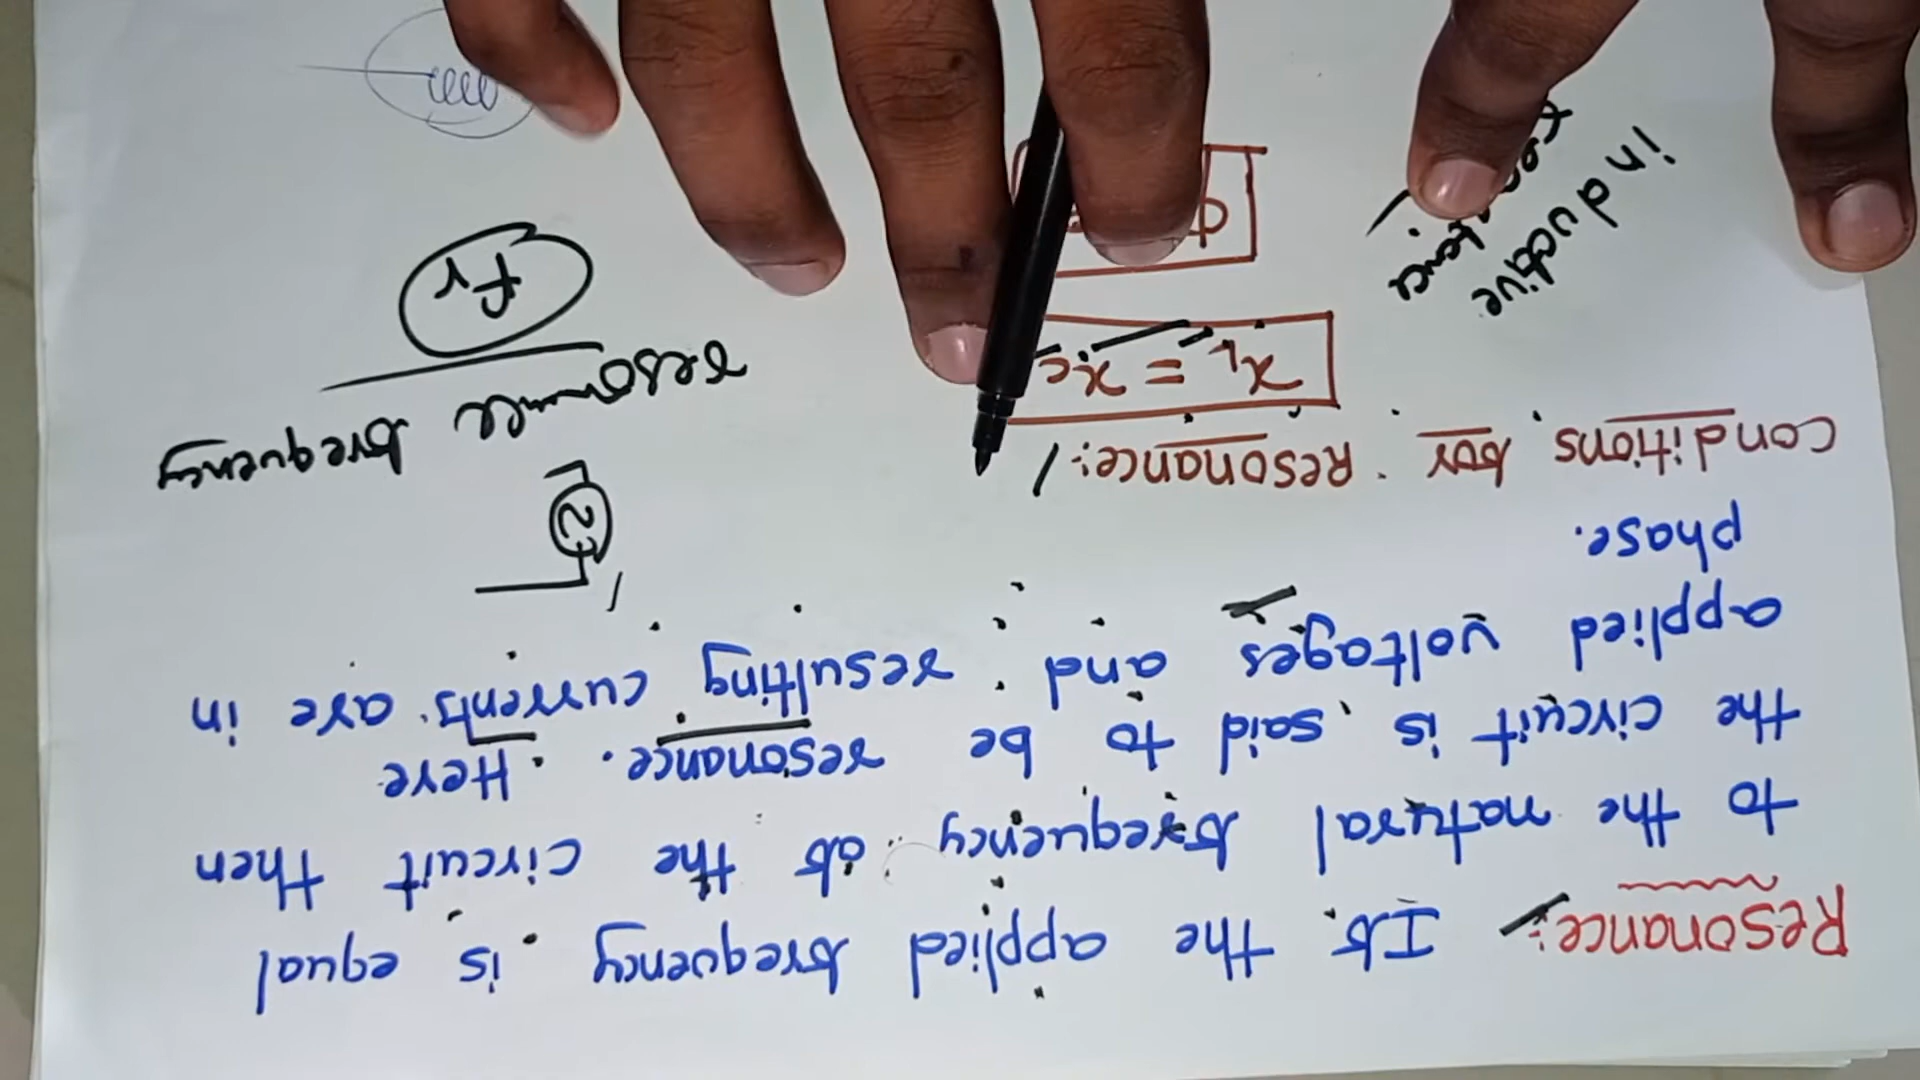 Resonance:- If the applied frequency is equal
to the natural frequency of the circuit then
the circuit is said to be resonance. Here
applied voltages and resulting currents are in
phase.
Conditions for Resonance:-
XL = XC
inductive
resonance frequency
fr